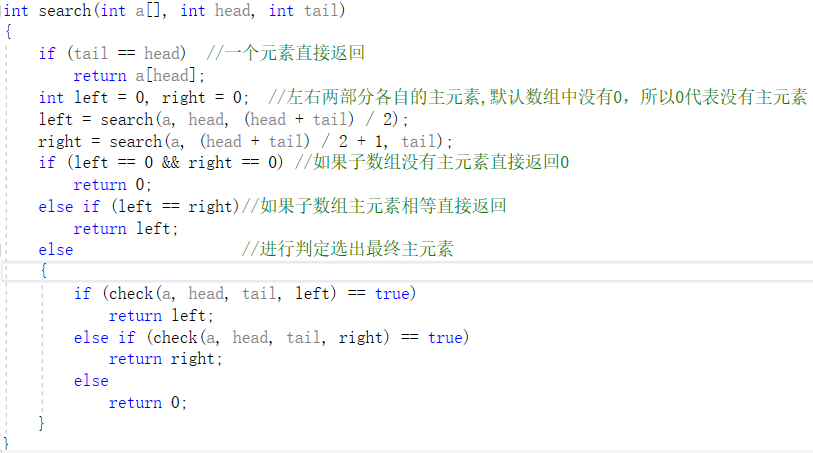 int search(int a[], int head, int tail)
{
    if (tail == head)  //一个元素直接返回
        return a[head];
    int left = 0, right = 0;  //左右两部分各自的主元素,默认数组中没有0，所以0代表没有主元素
    left = search(a, head, (head + tail) / 2);
    right = search(a, (head + tail) / 2 + 1, tail);
    if (left == 0 && right == 0) //如果子数组没有主元素直接返回0
        return 0;
    else if (left == right)//如果子数组主元素相等直接返回
        return left;
    else                   //进行判定选出最终主元素
    {
        if (check(a, head, tail, left) == true)
            return left;
        else if (check(a, head, tail, right) == true)
            return right;
        else
            return 0;
    }
}